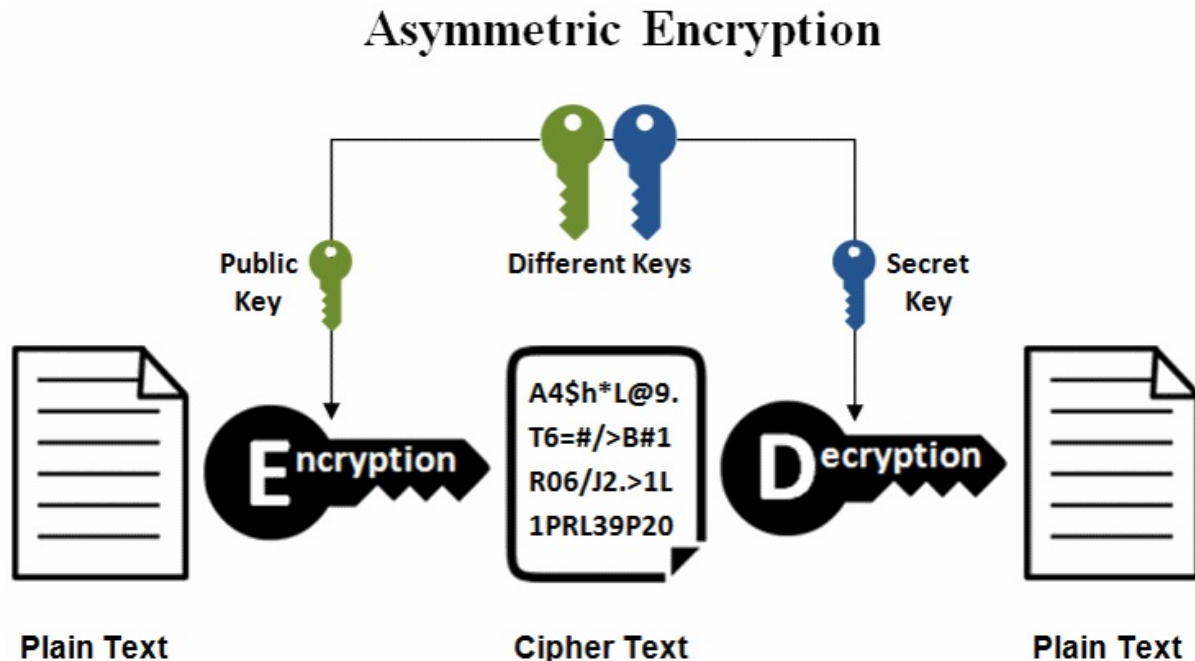 Asymmetric Encryption
Public
Key
Different Keys
Secret
Key
Encryption
A4$h*L@9.
T6=#/>B#1
R06/J2.>1L
1PRL39P20
Decryption
Plain Text
Cipher Text
Plain Text